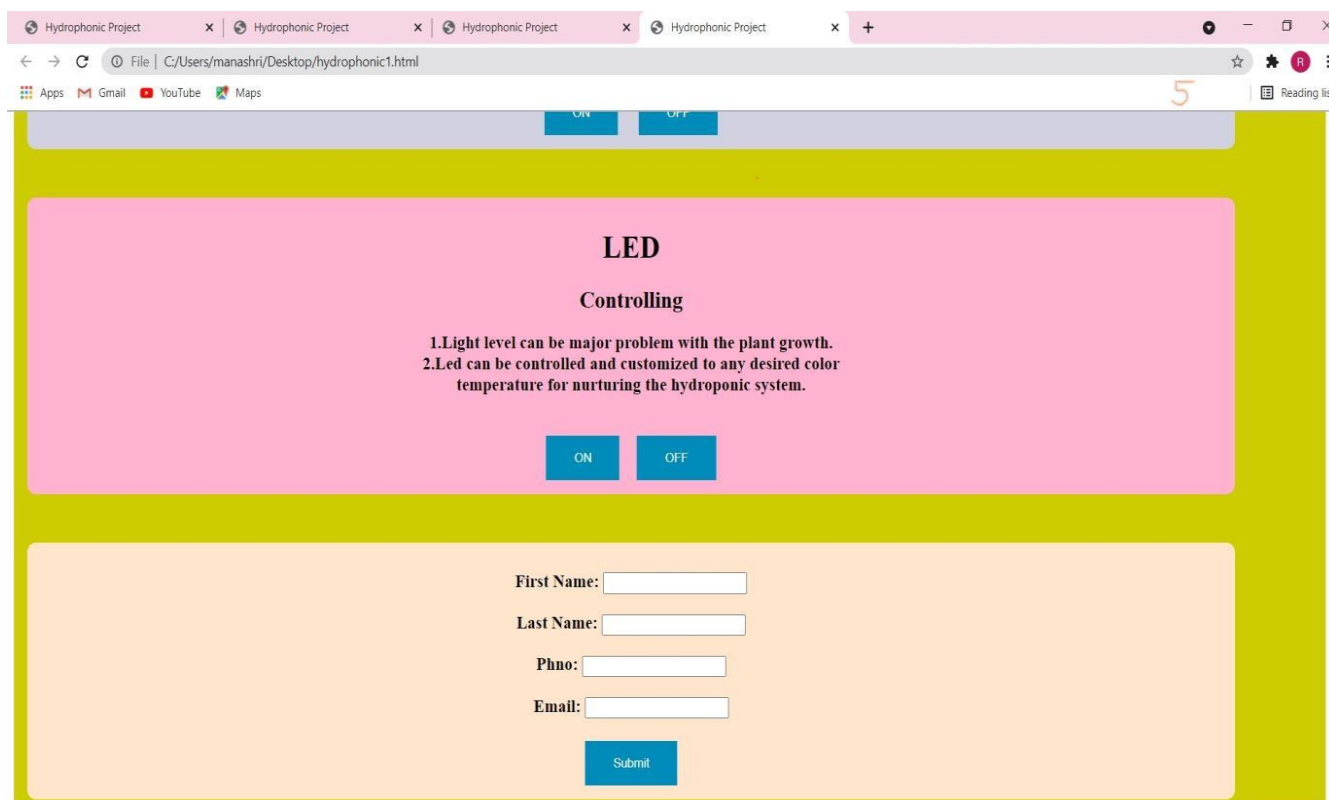 Hydrophonic Project Hydrophonic Project Hydrophonic Project Hydrophonic Project
File C:/Users/manashri/Desktop/hydrophonic1.html R
Apps Gmail YouTube Maps 5 Reading lis
ON OFF
LED
Controlling
1.Light level can be major problem with the plant growth.
2.Led can be controlled and customized to any desired color
temperature for nurturing the hydroponic system.
ON OFF
First Name:
Last Name:
Phno:
Email:
Submit